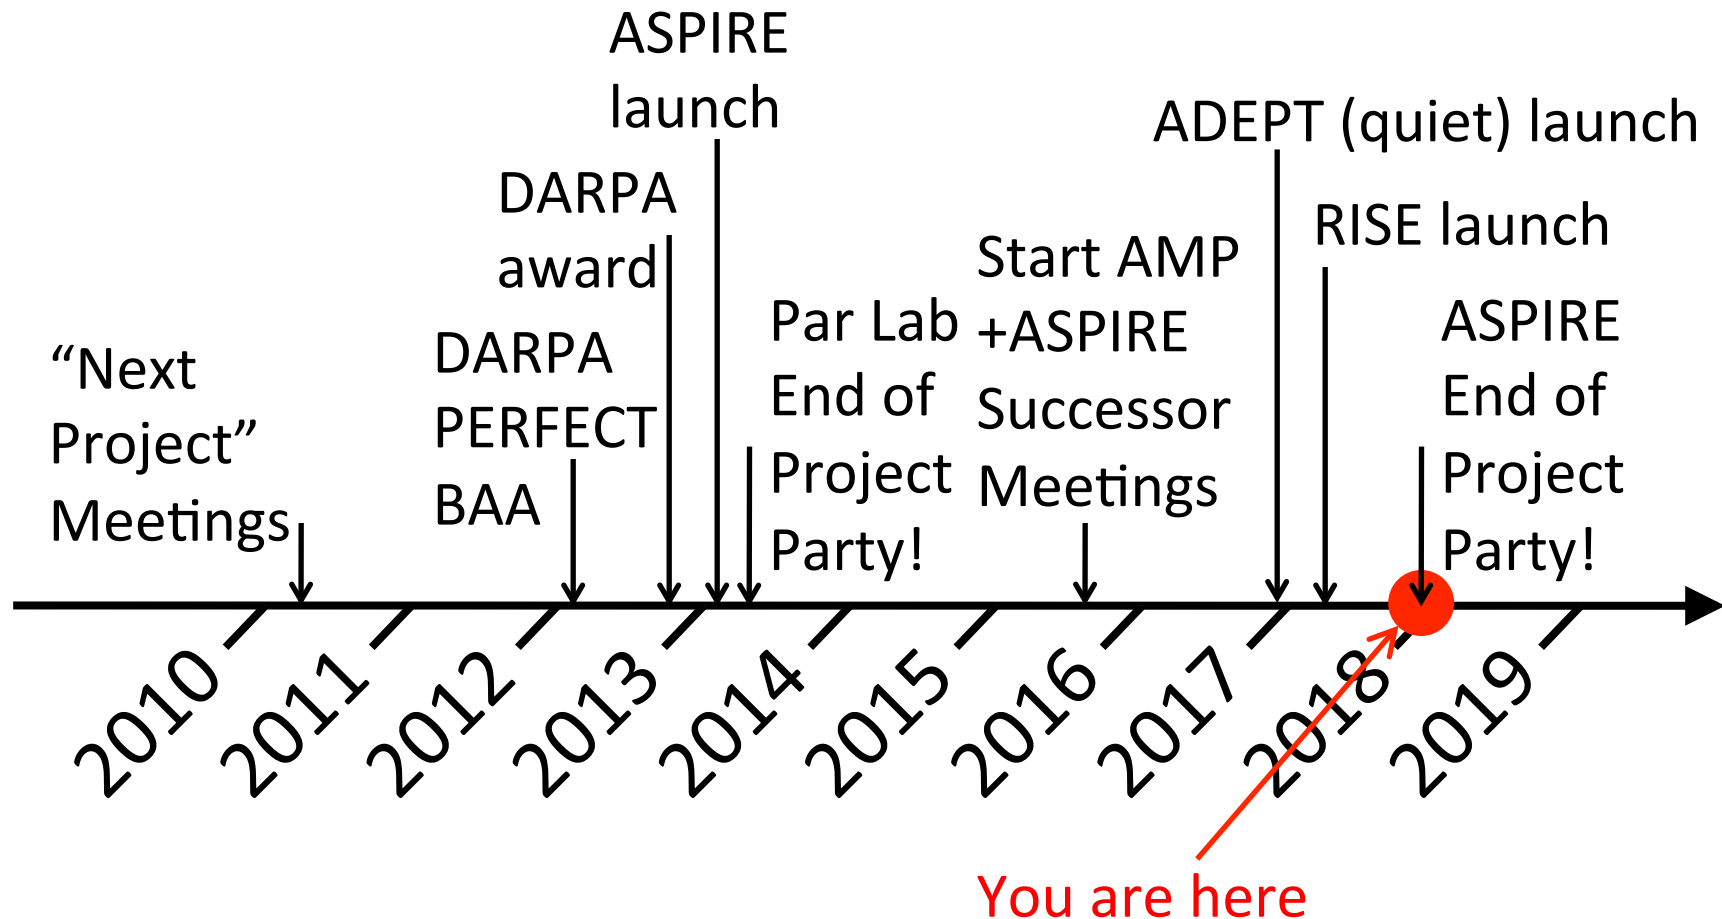 ASPIRE
launch
ADEPT (quiet) launch
DARPA
award
RISE launch
Start AMP
+ASPIRE
Successor
Meetings
Par Lab
End of
Project
Party!
ASPIRE
End of
Project
Party!
DARPA
PERFECT
BAA
“Next
Project”
Meetings
2010
2011
2012
2013
2014
2015
2016
2017
2018
2019
You are here